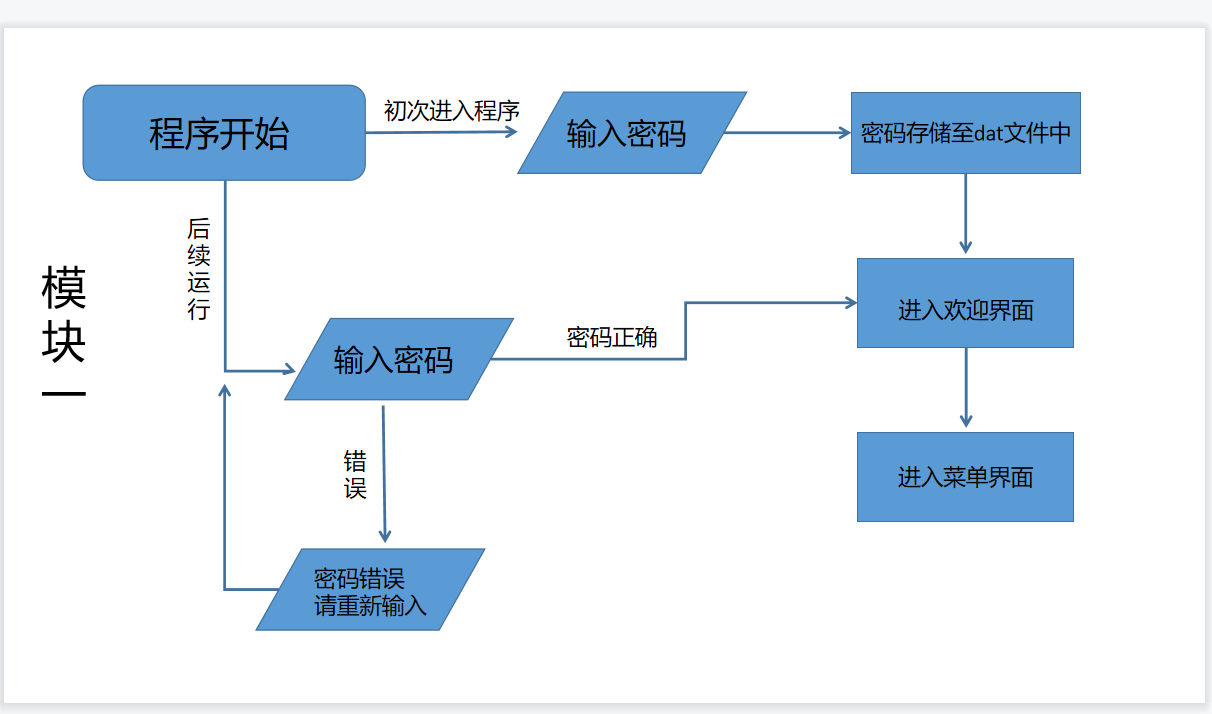 程序开始
初次进入程序
输入密码
密码存储至dat文件中
后续运行
模块一
进入欢迎界面
输入密码
密码正确
错误
进入菜单界面
密码错误
请重新输入